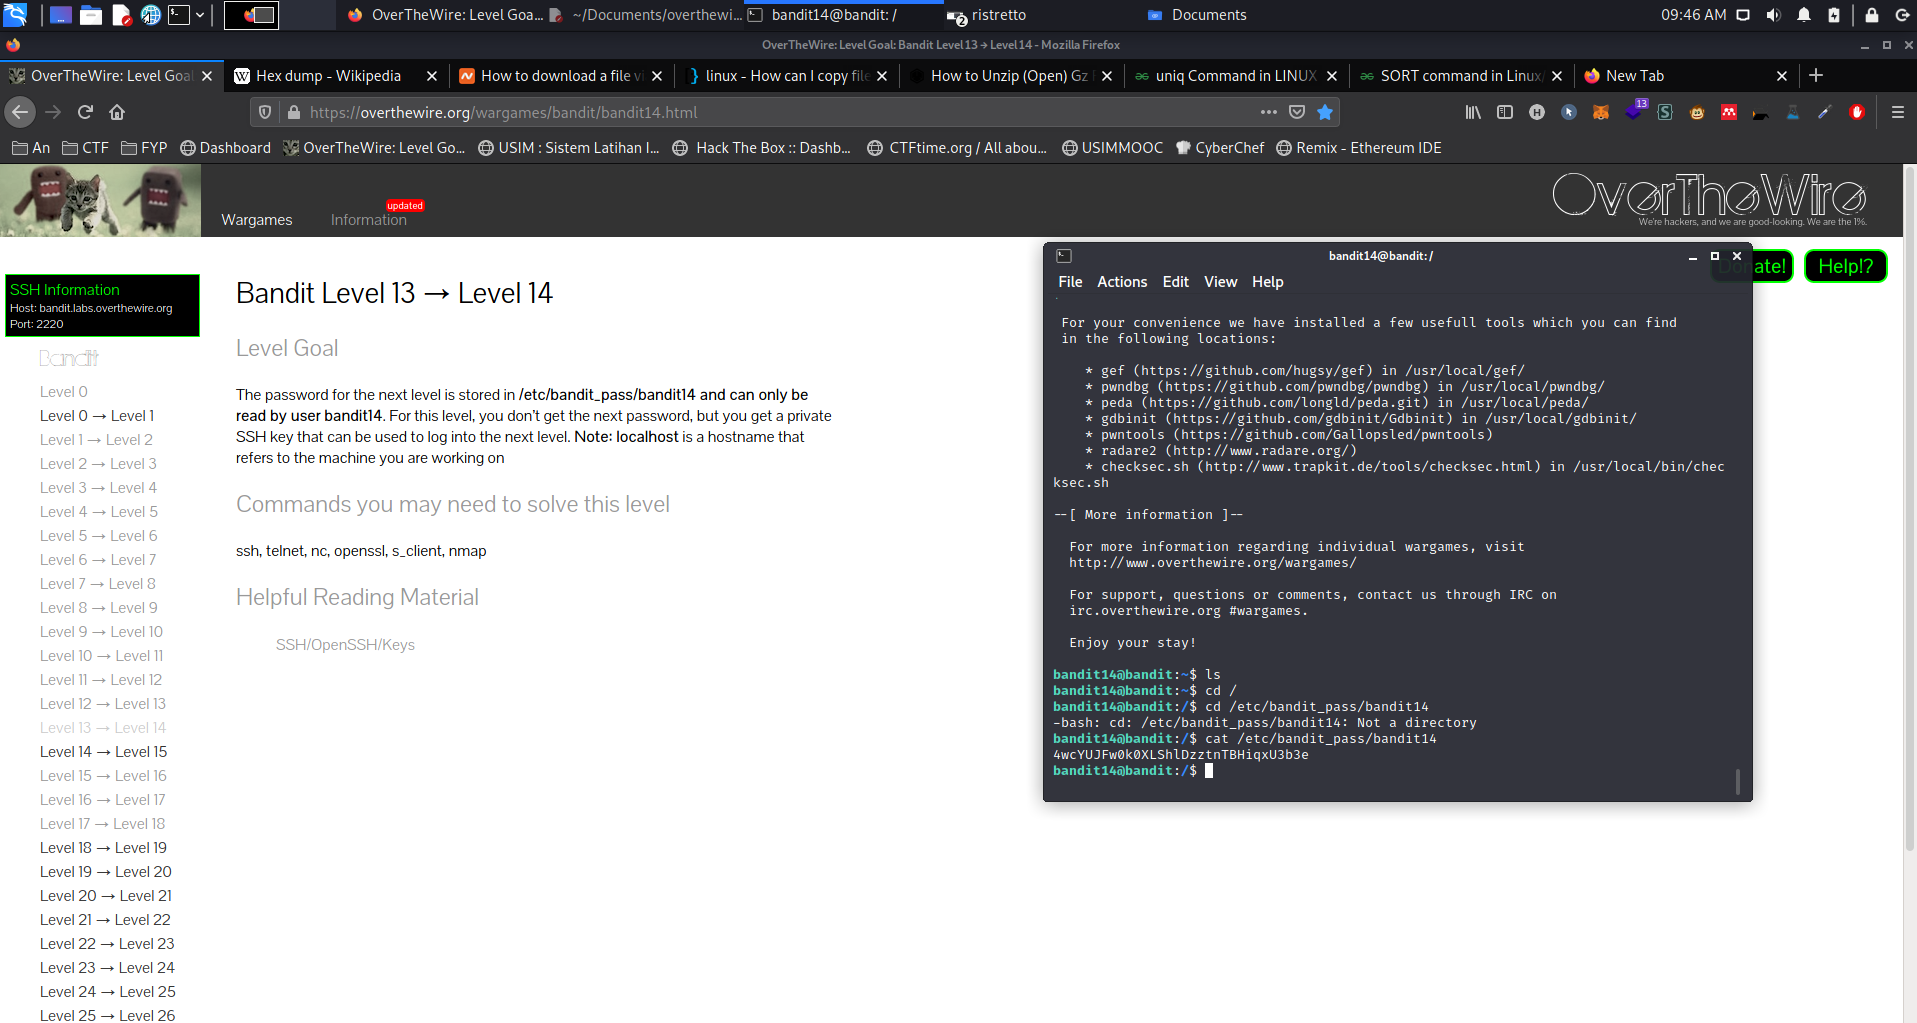 OverTheWire: Level Goa...
~/Documents/overthewi...
bandit14@bandit: /
2
ristretto
Documents
09:46 AM
OverTheWire: Level Goal: Bandit Level 13 → Level 14 - Mozilla Firefox
OverTheWire: Level Goal
Hex dump - Wikipedia
How to download a file vi
linux - How can I copy file
How to Unzip (Open) Gz
uniq Command in LINUX
SORT command in Linux/
New Tab
https://overthewire.org/wargames/bandit/bandit14.html
13
An
CTF
FYP
Dashboard
OverTheWire: Level Go...
USIM : Sistem Latihan I...
Hack The Box :: Dashb...
CTFtime.org / All abou...
USIMMOOC
CyberChef
Remix - Ethereum IDE
Wargames
Information
updated
OverTheWire
We're hackers, and we are good-looking. We are the 1%.
Donate!
Help!?
SSH Information
Host: bandit.labs.overthewire.org
Port: 2220
Bandit
Level 0
Level 0 → Level 1
Level 1 → Level 2
Level 2 → Level 3
Level 3 → Level 4
Level 4 → Level 5
Level 5 → Level 6
Level 6 → Level 7
Level 7 → Level 8
Level 8 → Level 9
Level 9 → Level 10
Level 10 → Level 11
Level 11 → Level 12
Level 12 → Level 13
Level 13 → Level 14
Level 14 → Level 15
Level 15 → Level 16
Level 16 → Level 17
Level 17 → Level 18
Level 18 → Level 19
Level 19 → Level 20
Level 20 → Level 21
Level 21 → Level 22
Level 22 → Level 23
Level 23 → Level 24
Level 24 → Level 25
Level 25 → Level 26
Bandit Level 13 → Level 14
Level Goal
The password for the next level is stored in /etc/bandit_pass/bandit14 and can only be
read by user bandit14. For this level, you don't get the next password, but you get a private
SSH key that can be used to log into the next level. Note: localhost is a hostname that
refers to the machine you are working on
Commands you may need to solve this level
ssh, telnet, nc, openssl, s_client, nmap
Helpful Reading Material
SSH/OpenSSH/Keys
bandit14@bandit: /
File Actions Edit View Help
For your convenience we have installed a few usefull tools which you can find
in the following locations:
* gef (https://github.com/hugsy/gef) in /usr/local/gef/
* pwndbg (https://github.com/pwndbg/pwndbg) in /usr/local/pwndbg/
* peda (https://github.com/longld/peda.git) in /usr/local/peda/
* gdbinit (https://github.com/gdbinit/Gdbinit) in /usr/local/gdbinit/
* pwntools (https://github.com/Gallopsled/pwntools)
* radare2 (http://www.radare.org/)
* checksec.sh (http://www.trapkit.de/tools/checksec.html) in /usr/local/bin/chec
ksec.sh
--[ More information ]--
For more information regarding individual wargames, visit
http://www.overthewire.org/wargames/
For support, questions or comments, contact us through IRC on
irc.overthewire.org #wargames.
Enjoy your stay!
bandit14@bandit:~$ ls
bandit14@bandit:~$ cd /
bandit14@bandit:/$ cd /etc/bandit_pass/bandit14
-bash: cd: /etc/bandit_pass/bandit14: Not a directory
bandit14@bandit:/$ cat /etc/bandit_pass/bandit14
4wcYUJFw0k0XLShlDzztnTBHiqxU3b3e
bandit14@bandit:/$